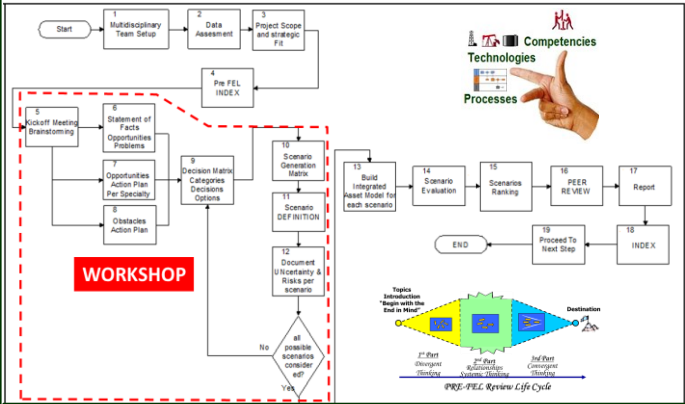 Start
1
Multidisciplinary
Team Setup
2
Data
Assesment
3
Project Scope
and strategic
Fit
4
Pre FEL
INDEX
5
Kickoff Meeting
Brainstorming
6
Statement of
Facts
Opportunities
Problems
7
Opportunities
Action Plan
Per Specialty
8
Obstacles
Action Plan
9
Decision Matrix
Categories
Decisions
Options
10
Scenario
Generation
Matrix
11
Scenario
DEFINITION
12
Document
UNcertainty &
Risks per
scenario
all
possible
scenarios
consider
ed?
No
Yes
WORKSHOP
Competencies
Technologies
Processes
13
Build
Integrated
Asset Model for
each scenario
14
Scenario
Evaluation
15
Scenarios
Ranking
16
PEER
REVIEW
17
Report
18
INDEX
19
Proceed To
Next Step
END
Topics
Introduction
"Begin with the
End in Mind"
Destination
1st Part
Divergent
Thinking
2nd Part
Relationships
Systemic Thinking
3rd Part
Convergent
Thinking
PRE-FEL Review Life Cycle